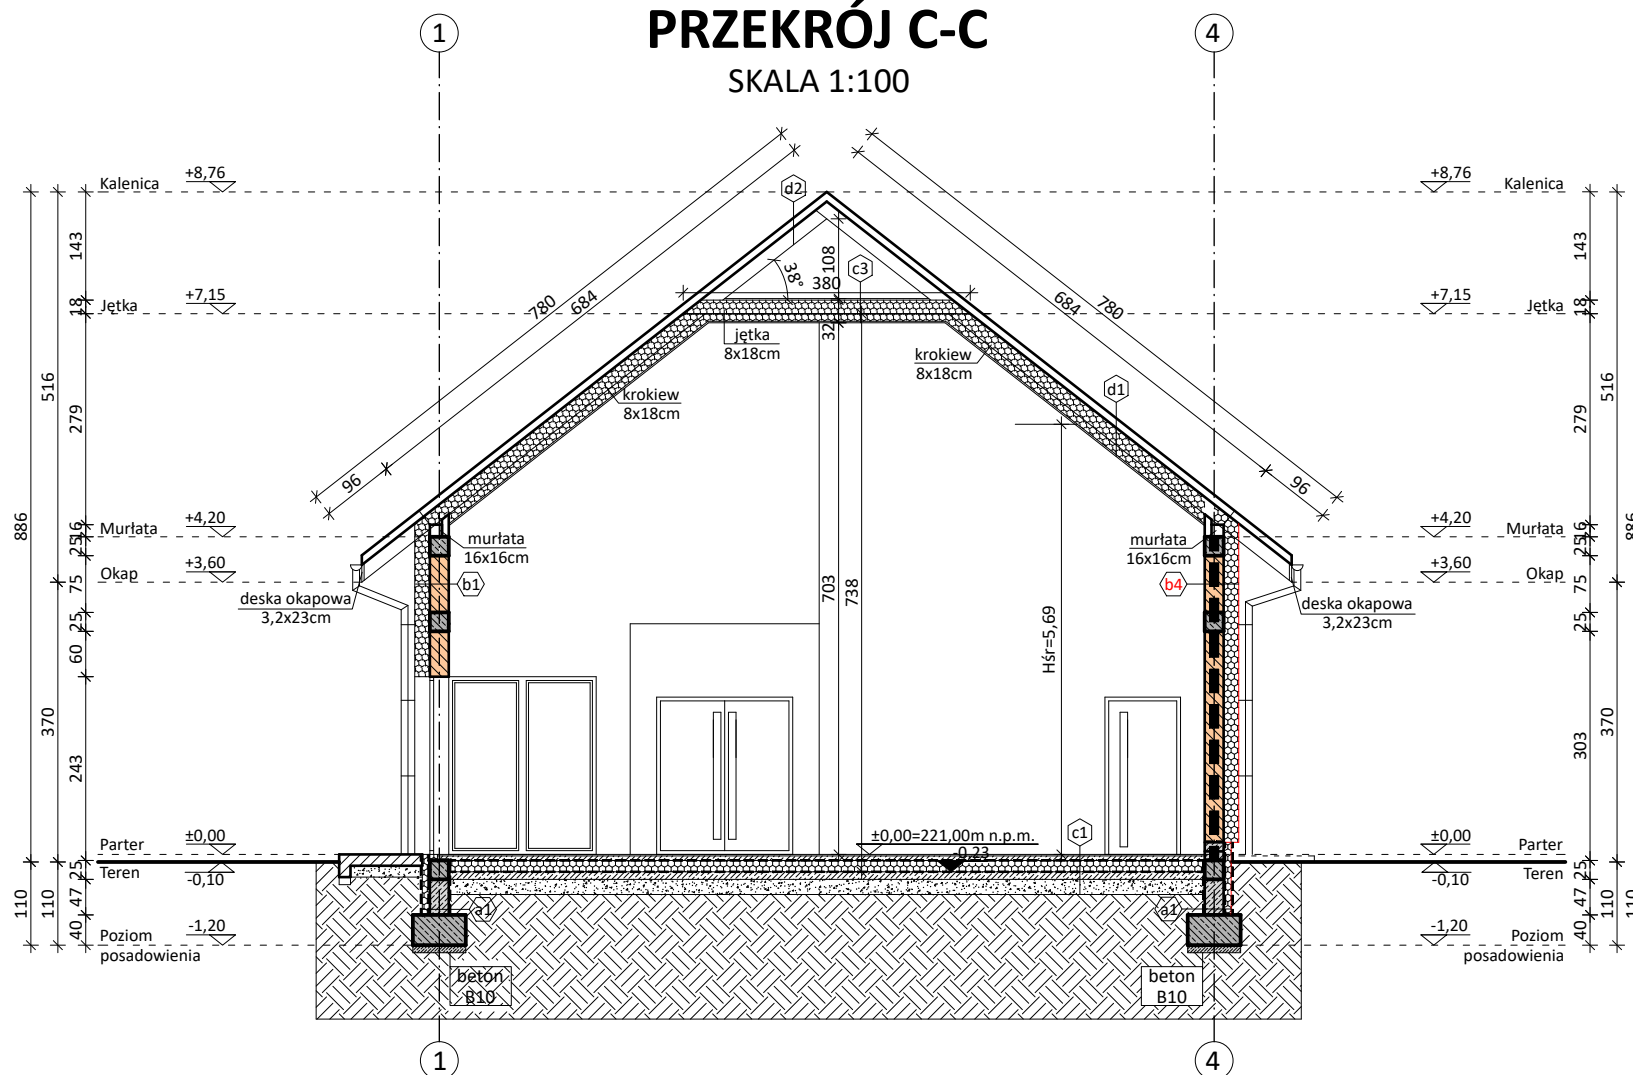 PRZEKRÓJ C-C
SKALA 1:100
1
4
Kalenica
+8,76
+8,76
Kalenica
Jętka
+7,15
+7,15
Jętka
Murłata
+4,20
+4,20
Murłata
Okap
+3,60
+3,60
Okap
Parter
±0,00
±0,00
Parter
Teren
-0,10
-0,10
Teren
Poziom
posadowienia
-1,20
-1,20
Poziom
posadowienia
886
110
516
370
110
143
18
279
16
25
75
25
60
243
25
47
40
780
684
96
d2
38°
108
c3
380
32
jętka
8x18cm
krokiew
8x18cm
krokiew
8x18cm
d1
684
780
96
murłata
16x16cm
murłata
16x16cm
b1
b4
deska okapowa
3,2x23cm
deska okapowa
3,2x23cm
703
738
Hśr=5,69
±0,00=221,00m n.p.m.
-0,23
c1
a1
a1
beton
B10
beton
B10
143
18
279
16
25
75
25
303
25
47
40
516
370
110
886
110
1
4